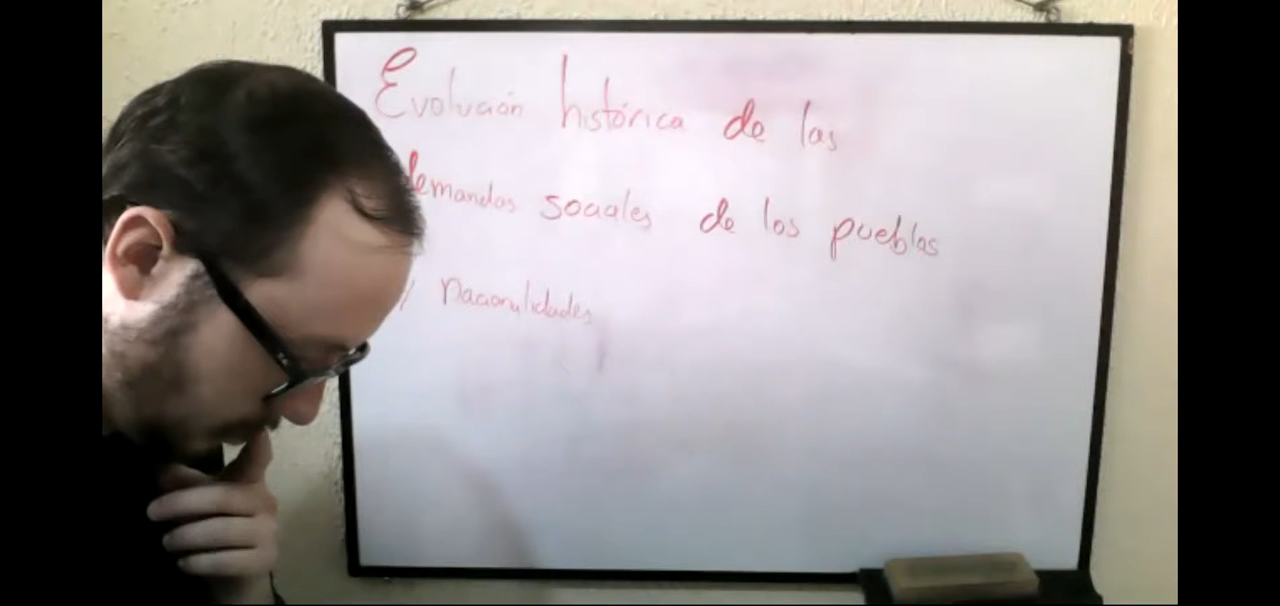 Evolución histórica de las
demandas sociales de los pueblos
y nacionalidades